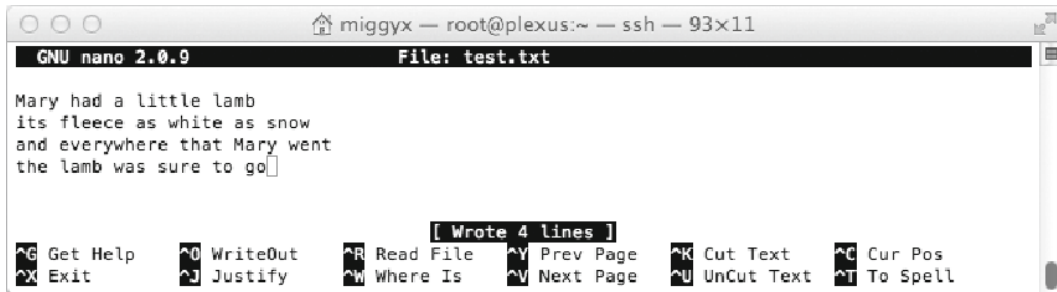 miggyx — root@plexus:~ — ssh — 93×11
GNU nano 2.0.9 File: test.txt
Mary had a little lamb
its fleece as white as snow
and everywhere that Mary went
the lamb was sure to go
[ Wrote 4 lines ]
^G Get Help ^O WriteOut ^R Read File ^Y Prev Page ^K Cut Text ^C Cur Pos
^X Exit ^J Justify ^W Where Is ^V Next Page ^U UnCut Text ^T To Spell